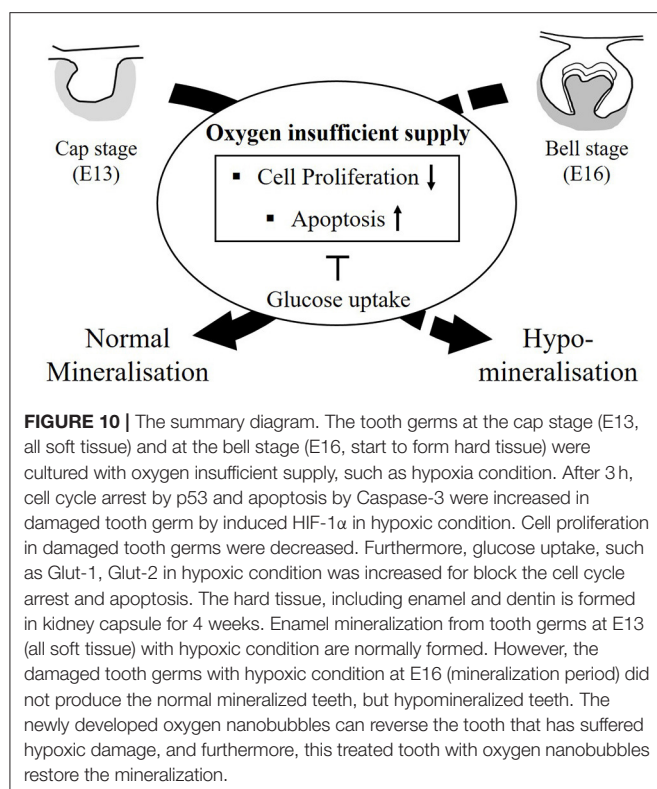 Cap stage
(E13)
Oxygen insufficient supply
▪ Cell Proliferation ↓
▪ Apoptosis ↑
Glucose uptake
Bell stage
(E16)
Normal
Mineralisation
Hypo-
mineralisation
FIGURE 10 | The summary diagram. The tooth germs at the cap stage (E13,
all soft tissue) and at the bell stage (E16, start to form hard tissue) were
cultured with oxygen insufficient supply, such as hypoxia condition. After 3 h,
cell cycle arrest by p53 and apoptosis by Caspase-3 were increased in
damaged tooth germ by induced HIF-1α in hypoxic condition. Cell proliferation
in damaged tooth germs were decreased. Furthermore, glucose uptake, such
as Glut-1, Glut-2 in hypoxic condition was increased for block the cell cycle
arrest and apoptosis. The hard tissue, including enamel and dentin is formed
in kidney capsule for 4 weeks. Enamel mineralization from tooth germs at E13
(all soft tissue) with hypoxic condition are normally formed. However, the
damaged tooth germs with hypoxic condition at E16 (mineralization period) did
not produce the normal mineralized teeth, but hypomineralized teeth. The
newly developed oxygen nanobubbles can reverse the tooth that has suffered
hypoxic damage, and furthermore, this treated tooth with oxygen nanobubbles
restore the mineralization.